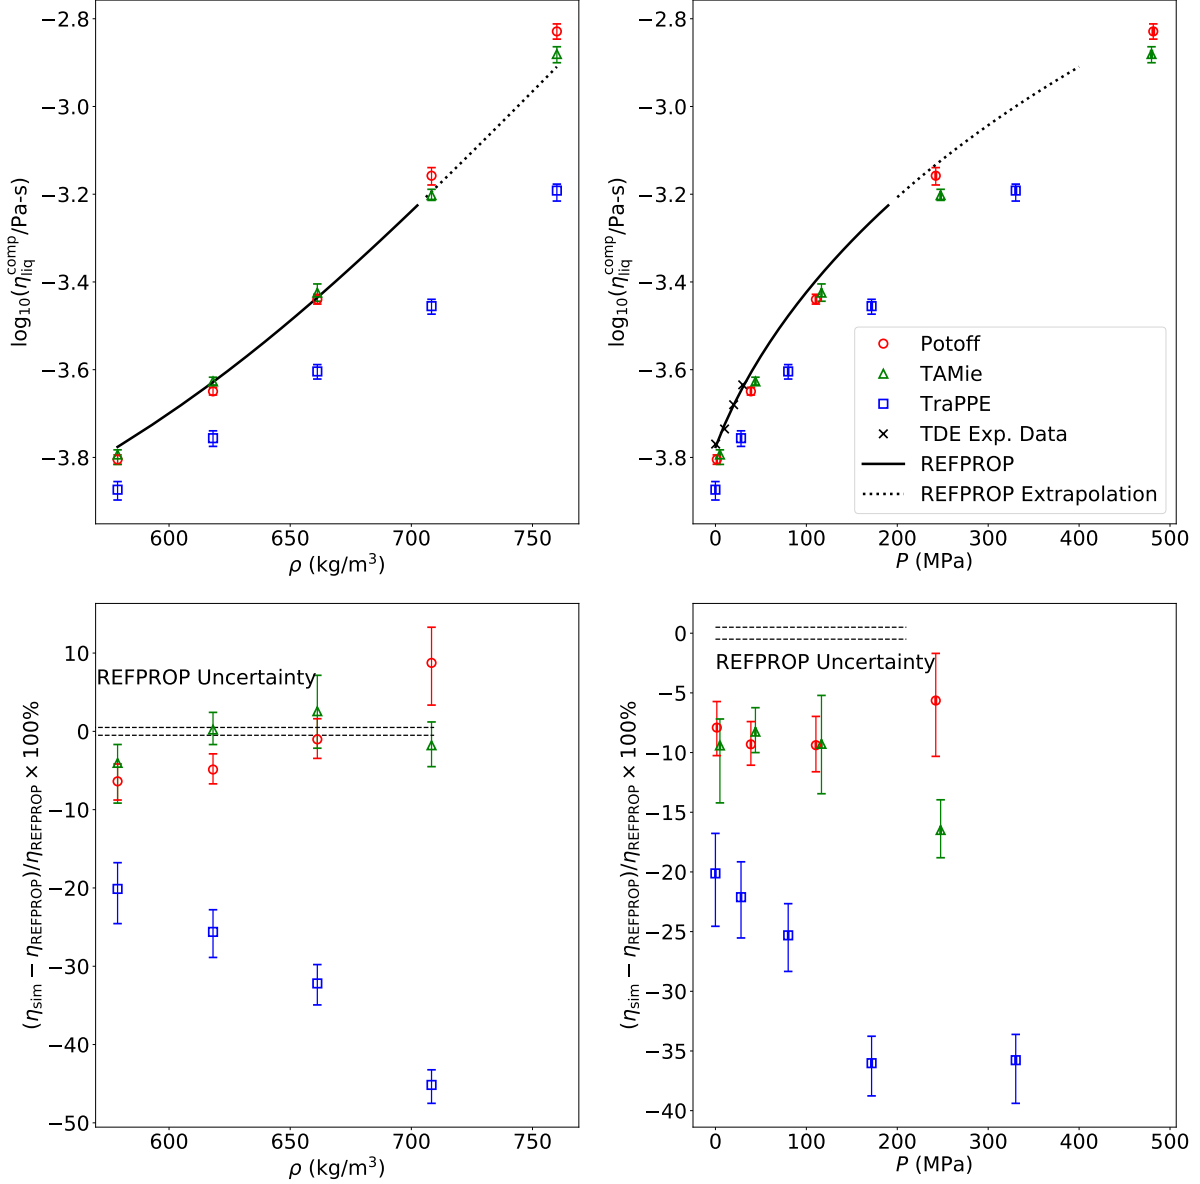 −2.8
−3.0
−3.2
−3.4
−3.6
−3.8
log₁₀(η_liq^comp/Pa-s)
600 650 700 750
ρ (kg/m³)
−2.8
−3.0
−3.2
−3.4
−3.6
−3.8
log₁₀(η_liq^comp/Pa-s)
Potoff
TAMie
TraPPE
TDE Exp. Data
REFPROP
REFPROP Extrapolation
0 100 200 300 400 500
P (MPa)
10
0
−10
−20
−30
−40
−50
(η_sim − η_REFPROP)/η_REFPROP × 100%
REFPROP Uncertainty
600 650 700 750
ρ (kg/m³)
0
−5
−10
−15
−20
−25
−30
−35
−40
(η_sim − η_REFPROP)/η_REFPROP × 100%
REFPROP Uncertainty
0 100 200 300 400 500
P (MPa)